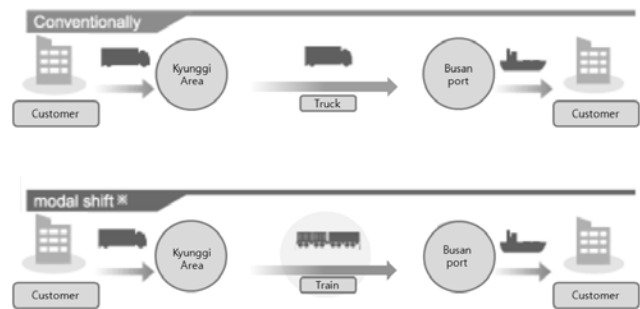 Conventionally
Kyunggi
Area
Busan
port
Truck
Customer
Customer
modal shift※
Kyunggi
Area
Busan
port
Train
Customer
Customer